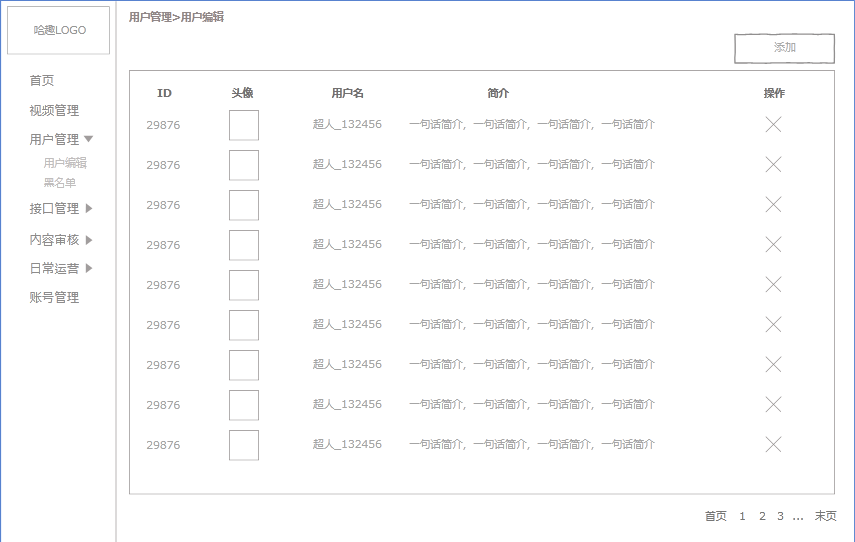 哈趣LOGO
首页
视频管理
用户管理
用户编辑
黑名单
接口管理
内容审核
日常运营
账号管理
用户管理>用户编辑
添加
ID 头像 用户名 简介 操作
29876 超人_132456 一句话简介, 一句话简介, 一句话简介, 一句话简介
29876 超人_132456 一句话简介, 一句话简介, 一句话简介, 一句话简介
29876 超人_132456 一句话简介, 一句话简介, 一句话简介, 一句话简介
29876 超人_132456 一句话简介, 一句话简介, 一句话简介, 一句话简介
29876 超人_132456 一句话简介, 一句话简介, 一句话简介, 一句话简介
29876 超人_132456 一句话简介, 一句话简介, 一句话简介, 一句话简介
29876 超人_132456 一句话简介, 一句话简介, 一句话简介, 一句话简介
29876 超人_132456 一句话简介, 一句话简介, 一句话简介, 一句话简介
29876 超人_132456 一句话简介, 一句话简介, 一句话简介, 一句话简介
首页 1 2 3 ... 末页